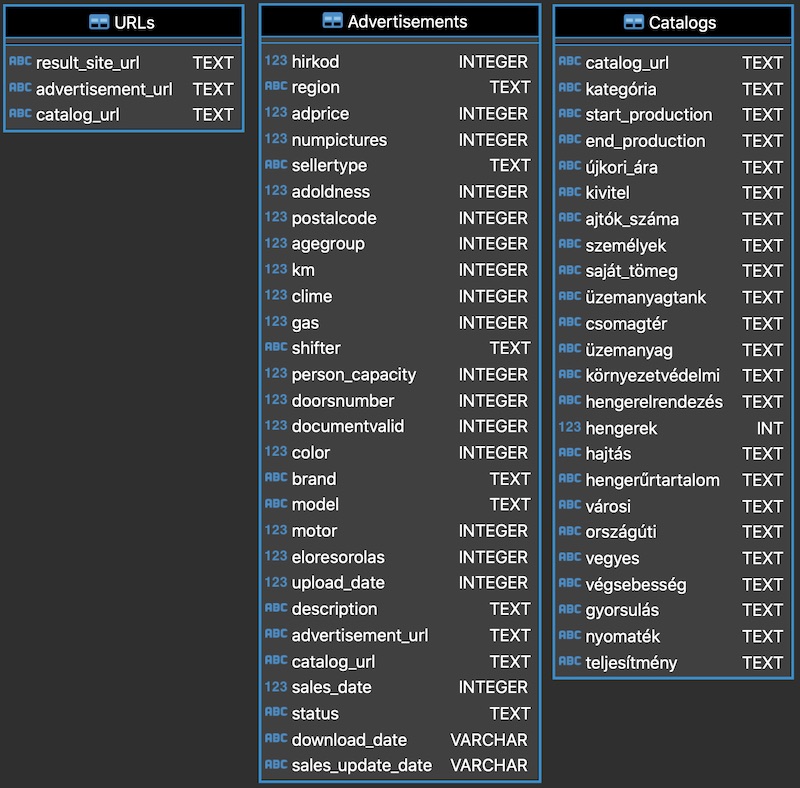 URLs
result_site_url TEXT
advertisement_url TEXT
catalog_url TEXT
Advertisements
123 hirkod INTEGER
ABC region TEXT
123 adprice INTEGER
123 numpictures INTEGER
ABC sellertype TEXT
123 adoldness INTEGER
123 postalcode INTEGER
123 agegroup INTEGER
123 km INTEGER
123 clime INTEGER
123 gas INTEGER
ABC shifter TEXT
123 person_capacity INTEGER
123 doorsnumber INTEGER
123 documentvalid INTEGER
123 color INTEGER
ABC brand TEXT
ABC model TEXT
123 motor INTEGER
123 eloresorolas INTEGER
123 upload_date INTEGER
ABC description TEXT
ABC advertisement_url TEXT
ABC catalog_url TEXT
123 sales_date INTEGER
ABC status TEXT
ABC download_date VARCHAR
ABC sales_update_date VARCHAR
Catalogs
ABC catalog_url TEXT
ABC kategória TEXT
ABC start_production TEXT
ABC end_production TEXT
ABC újkori_ára TEXT
ABC kivitel TEXT
ABC ajtók_száma TEXT
ABC személyek TEXT
ABC saját_tömeg TEXT
ABC üzemanyagtank TEXT
ABC csomagtér TEXT
ABC üzemanyag TEXT
ABC környezetvédelmi TEXT
ABC hengerelrendezés TEXT
123 hengerek INT
ABC hajtás TEXT
ABC hengerűrtartalom TEXT
ABC városi TEXT
ABC országúti TEXT
ABC vegyes TEXT
ABC végsebesség TEXT
ABC gyorsulás TEXT
ABC nyomaték TEXT
ABC teljesítmény TEXT